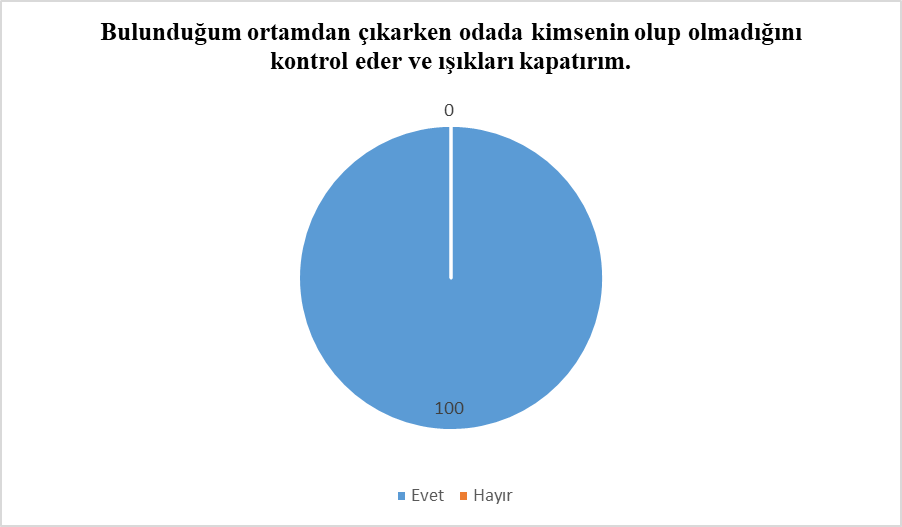 Bulunduğum ortamdan çıkarken odada kimsenin olup olmadığını
kontrol eder ve ışıkları kapatırım.
0
100
Evet Hayır